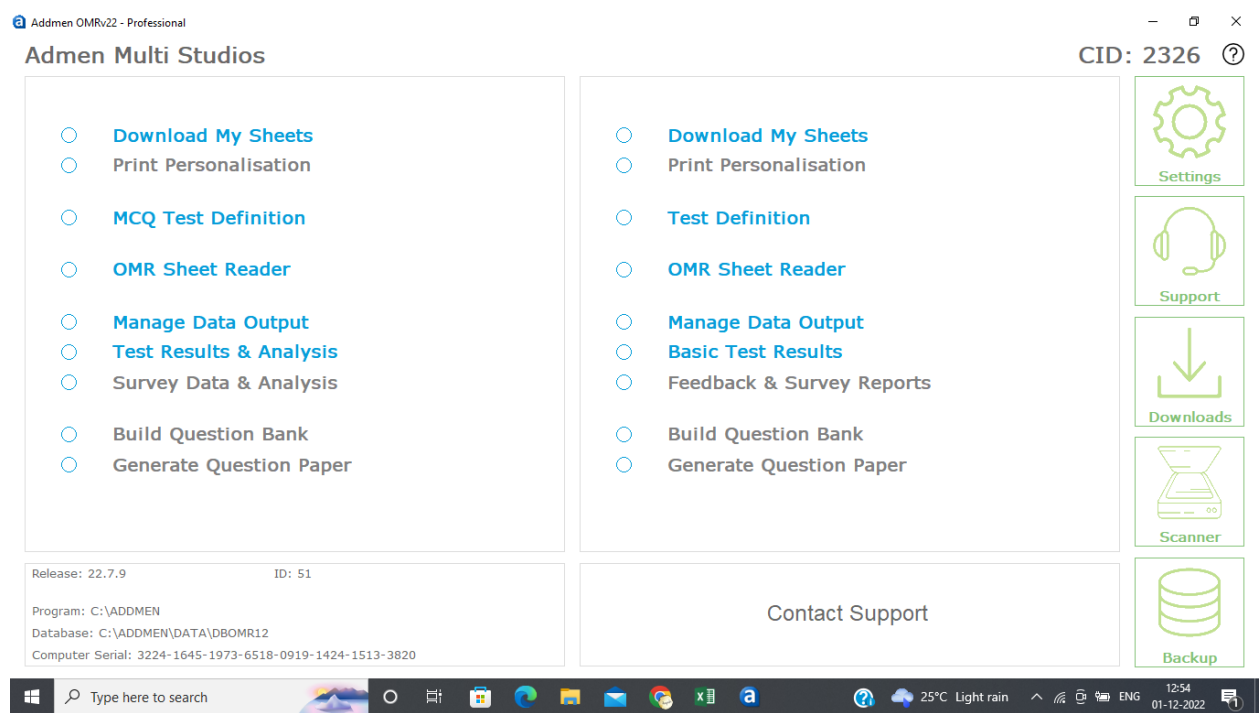 Addmen OMRv22 - Professional
Admen Multi Studios
CID: 2326
Download My Sheets
Print Personalisation
MCQ Test Definition
OMR Sheet Reader
Manage Data Output
Test Results & Analysis
Survey Data & Analysis
Build Question Bank
Generate Question Paper
Download My Sheets
Print Personalisation
Test Definition
OMR Sheet Reader
Manage Data Output
Basic Test Results
Feedback & Survey Reports
Build Question Bank
Generate Question Paper
Settings
Support
Downloads
Scanner
Backup
Release: 22.7.9 ID: 51
Program: C:\ADDMEN
Database: C:\ADDMEN\DATA\DBOMR12
Computer Serial: 3224-1645-1973-6518-0919-1424-1513-3820
Contact Support
Type here to search
25°C Light rain
ENG
12:54
01-12-2022
1